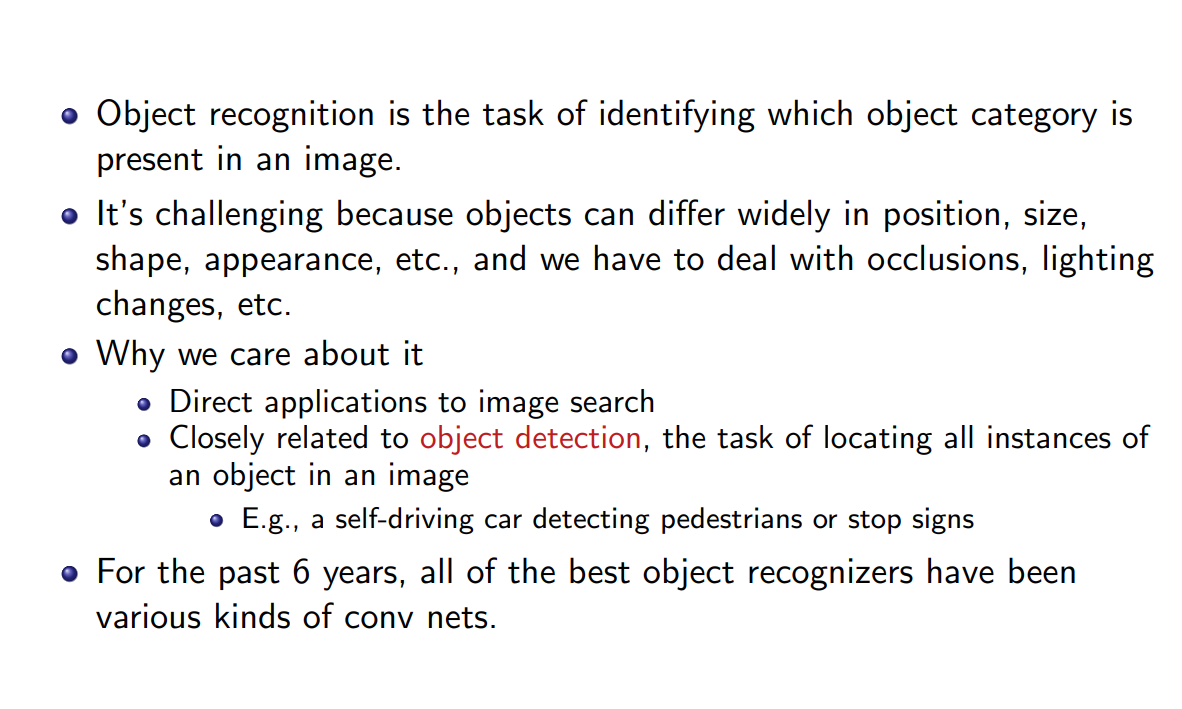 Object recognition is the task of identifying which object category is
present in an image.
It's challenging because objects can differ widely in position, size,
shape, appearance, etc., and we have to deal with occlusions, lighting
changes, etc.
Why we care about it
Direct applications to image search
Closely related to object detection, the task of locating all instances of
an object in an image
E.g., a self-driving car detecting pedestrians or stop signs
For the past 6 years, all of the best object recognizers have been
various kinds of conv nets.